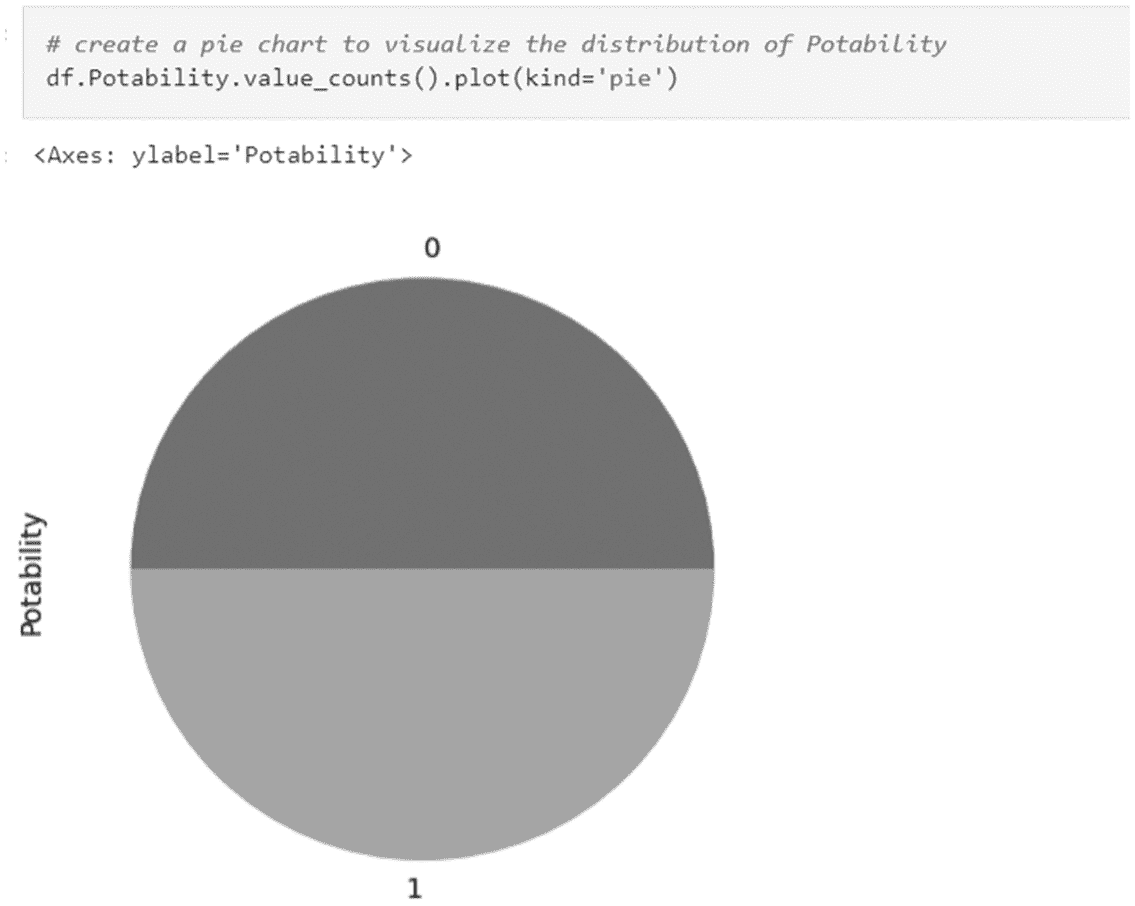 # create a pie chart to visualize the distribution of Potability
df.Potability.value_counts().plot(kind='pie')
<Axes: ylabel='Potability'>
0
Potability
1